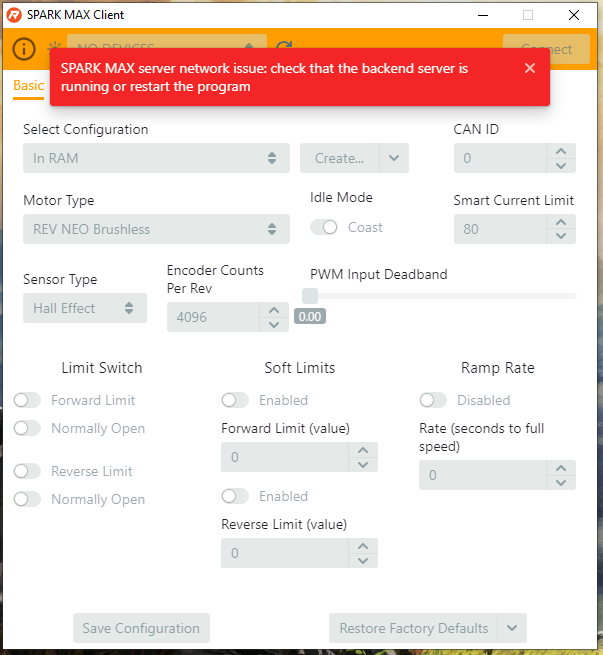 SPARK MAX Client
NO DEVICES
Connect
SPARK MAX server network issue: check that the backend server is
running or restart the program
Basic
Select Configuration
CAN ID
In RAM
Create...
0
Motor Type
Idle Mode
Smart Current Limit
REV NEO Brushless
Coast
80
Sensor Type
Encoder Counts
Per Rev
PWM Input Deadband
Hall Effect
4096
0.00
Limit Switch
Soft Limits
Ramp Rate
Forward Limit
Enabled
Disabled
Normally Open
Forward Limit (value)
Rate (seconds to full
speed)
0
0
Reverse Limit
Normally Open
Enabled
Reverse Limit (value)
0
Save Configuration
Restore Factory Defaults